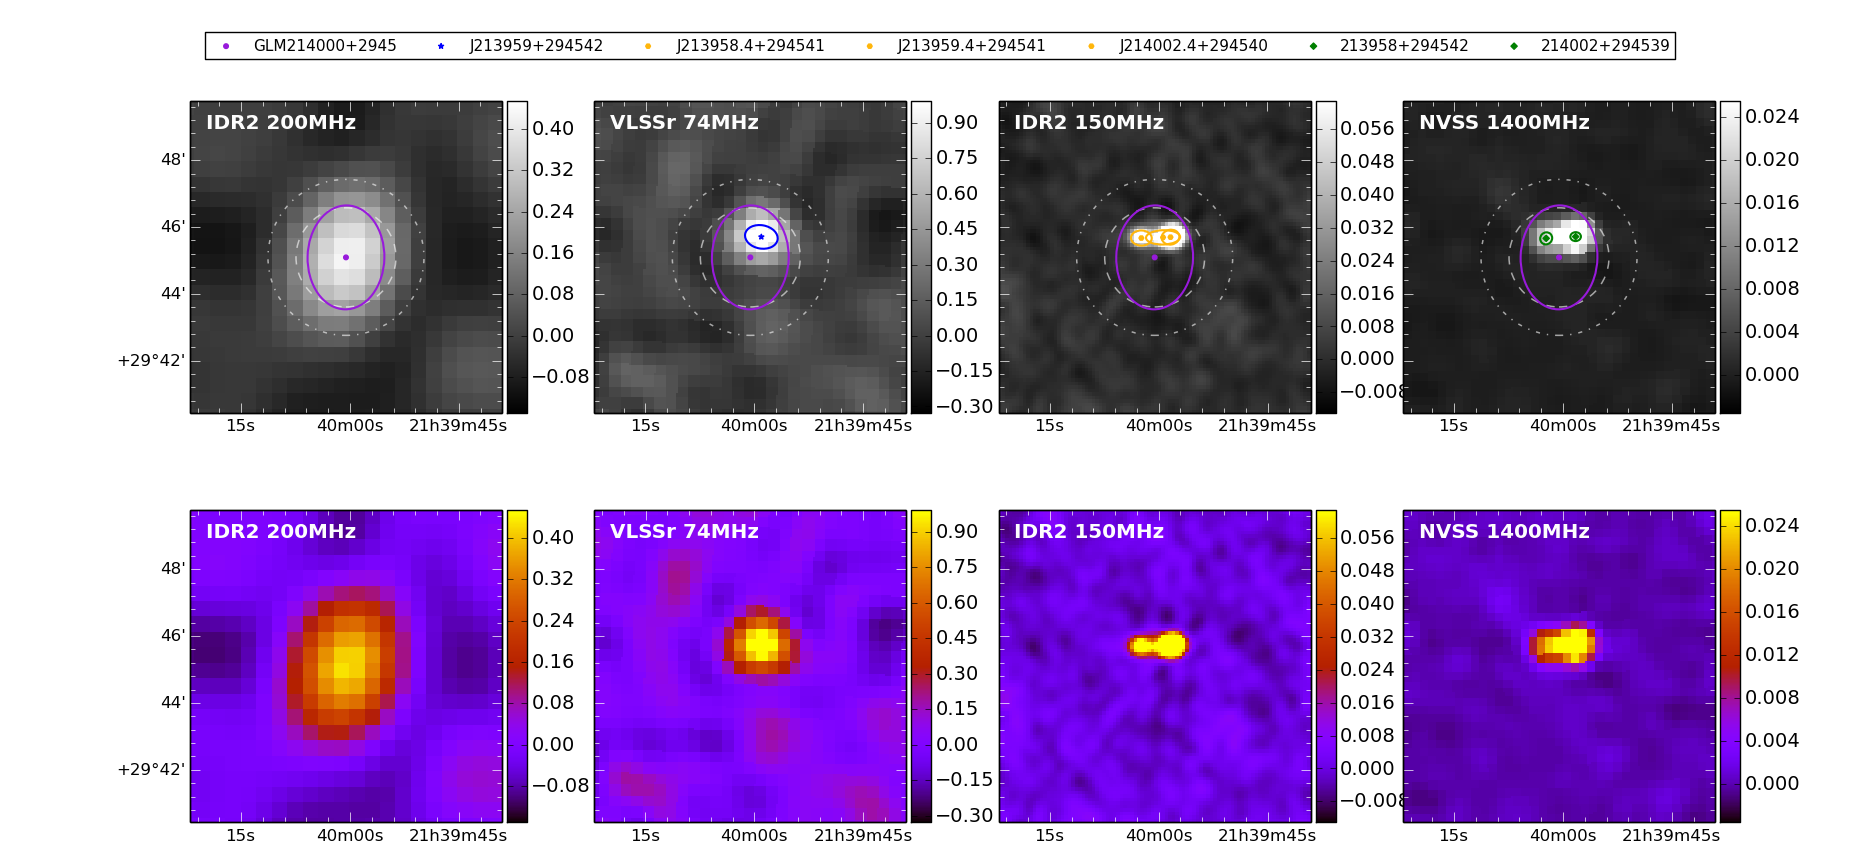 GLM214000+2945 J213959+294542 J213958.4+294541 J213959.4+294541 J214002.4+294540 213958+294542 214002+294539
IDR2 200MHz VLSSr 74MHz IDR2 150MHz NVSS 1400MHz
48' 46' 44' +29°42'
0.40 0.32 0.24 0.16 0.08 0.00 −0.08
0.90 0.75 0.60 0.45 0.30 0.15 0.00 −0.15 −0.30
0.056 0.048 0.040 0.032 0.024 0.016 0.008 0.000 −0.008
0.024 0.020 0.016 0.012 0.008 0.004 0.000
15s 40m00s 21h39m45s 15s 40m00s 21h39m45s 15s 40m00s 21h39m45s 15s 40m00s 21h39m45s
IDR2 200MHz VLSSr 74MHz IDR2 150MHz NVSS 1400MHz
48' 46' 44' +29°42'
0.40 0.32 0.24 0.16 0.08 0.00 −0.08
0.90 0.75 0.60 0.45 0.30 0.15 0.00 −0.15 −0.30
0.056 0.048 0.040 0.032 0.024 0.016 0.008 0.000 −0.008
0.024 0.020 0.016 0.012 0.008 0.004 0.000
15s 40m00s 21h39m45s 15s 40m00s 21h39m45s 15s 40m00s 21h39m45s 15s 40m00s 21h39m45s